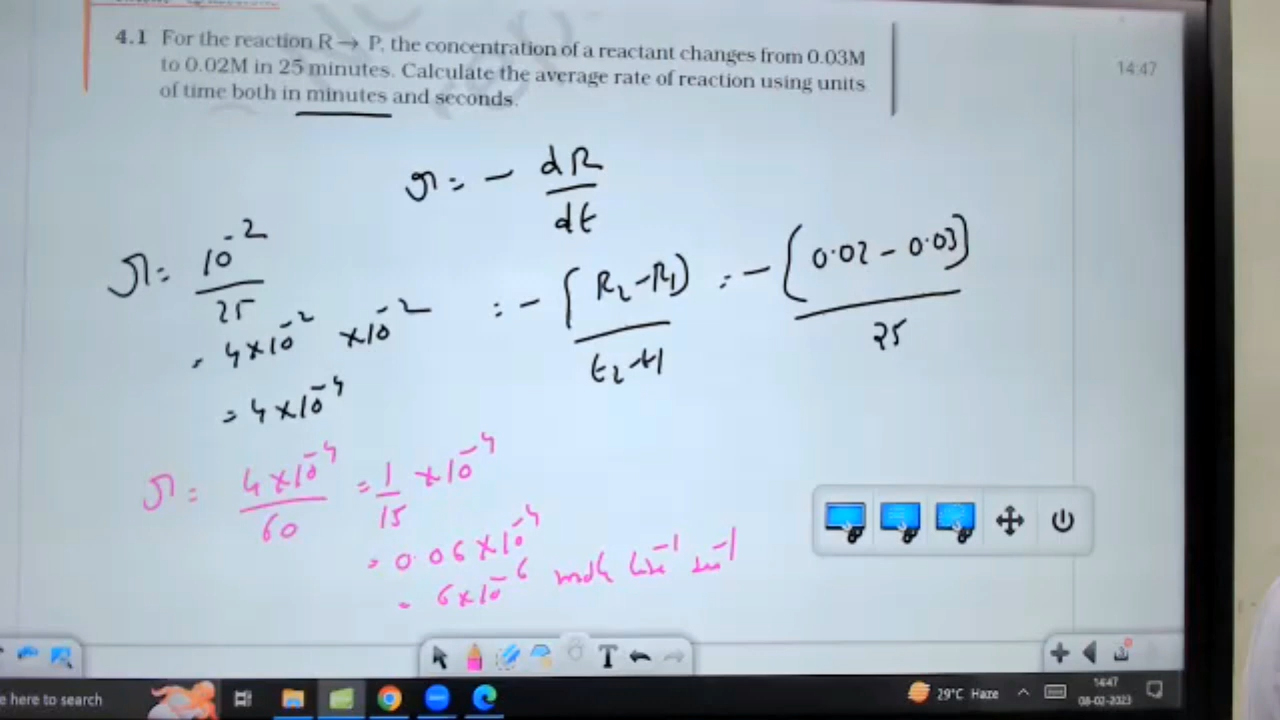 4.1 For the reaction R → P, the concentration of a reactant changes from 0.03M
to 0.02M in 25 minutes. Calculate the average rate of reaction using units
of time both in minutes and seconds.
14:47
r = - dR/dt
= - (R2-R1)/t2-t1 = - (0.02 - 0.03)/25
r = 10^-2/25
= 4×10^-2 ×10^-2
= 4×10^-4
r = 4×10^-4/60 = 1/15 ×10^-4
= 0.06×10^-4
= 6×10^-6 mole litre^-1 sec^-1
T
e here to search
29°C Haze
14:47
08-02-2023